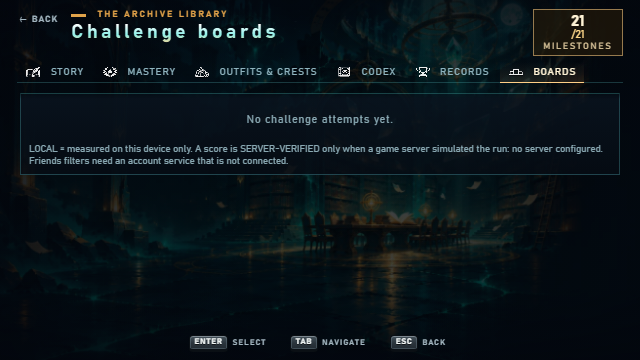 ← BACK
THE ARCHIVE LIBRARY
Challenge boards
21
/21
MILESTONES
STORY
MASTERY
OUTFITS & CRESTS
CODEX
RECORDS
BOARDS
No challenge attempts yet.
LOCAL = measured on this device only. A score is SERVER-VERIFIED only when a game server simulated the run: no server configured.
Friends filters need an account service that is not connected.
ENTER SELECT TAB NAVIGATE ESC BACK